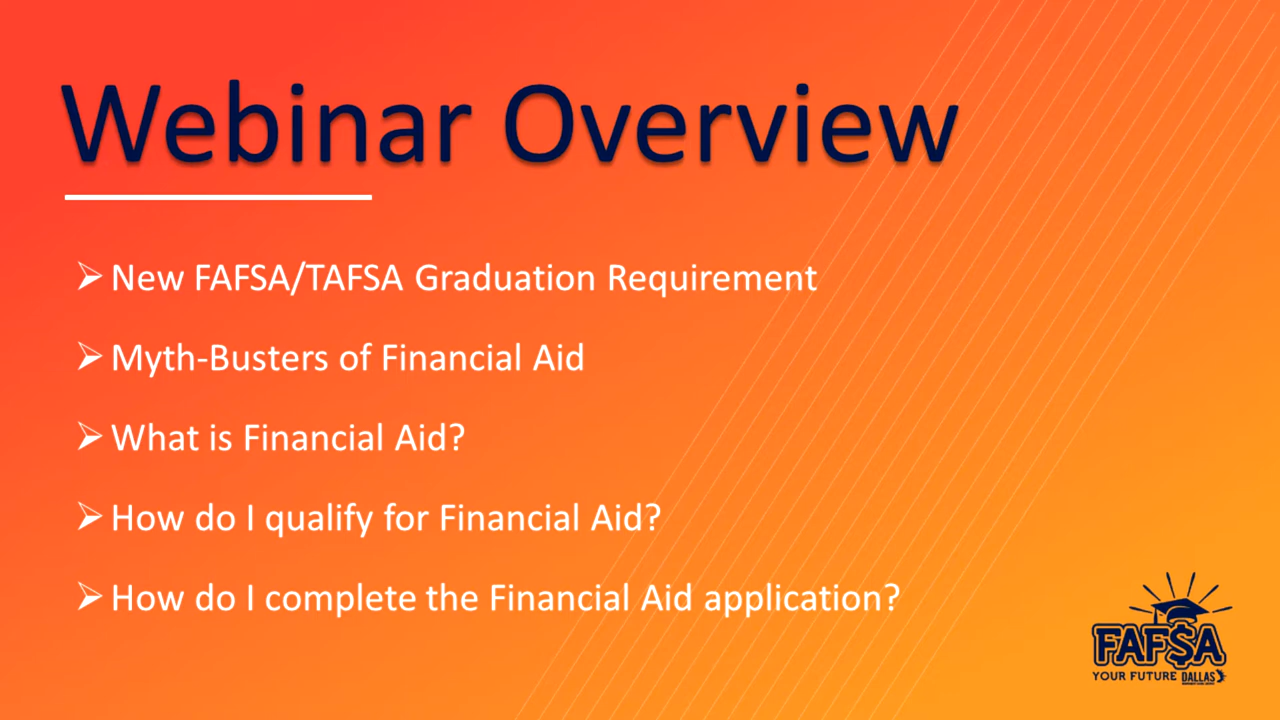 Webinar Overview
New FAFSA/TAFSA Graduation Requirement
Myth-Busters of Financial Aid
What is Financial Aid?
How do I qualify for Financial Aid?
How do I complete the Financial Aid application?
FAF$A
YOUR FUTURE DALLAS